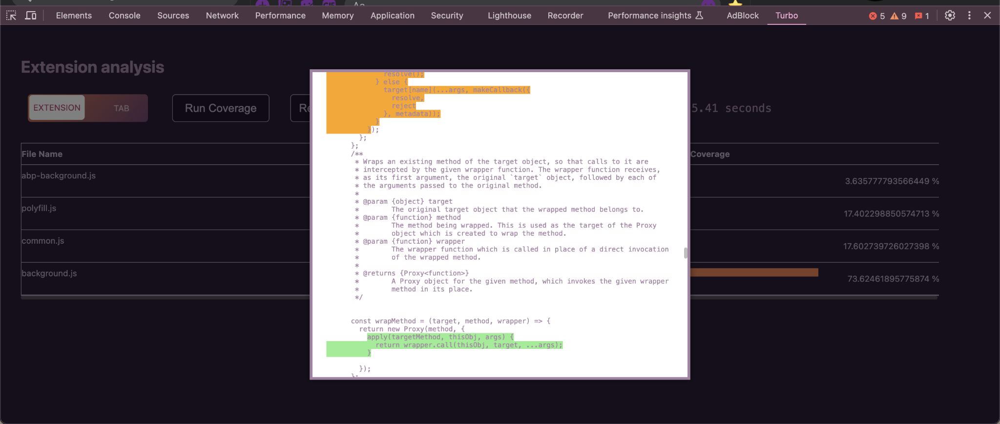 Elements Console Sources Network Performance Memory Application Security Lighthouse Recorder Performance insights AdBlock Turbo 5 9 1
Extension analysis
EXTENSION TAB Run Coverage 5.41 seconds
File Name
Coverage
abp-background.js
3.635777793566449 %
polyfill.js
17.402298850574713 %
common.js
17.602739726027398 %
background.js
73.62461895775874 %
resolve();
} else {
target[name](...args, makeCallback({
resolve,
reject
}, metadata));
}
});
};
};
/**
* Wraps an existing method of the target object, so that calls to it are
* intercepted by the given wrapper function. The wrapper function receives,
* as its first argument, the original `target` object, followed by each of
* the arguments passed to the original method.
*
* @param {object} target
* The original target object that the wrapped method belongs to.
* @param {function} method
* The method being wrapped. This is used as the target of the Proxy
* object which is created to wrap the method.
* @param {function} wrapper
* The wrapper function which is called in place of a direct invocation
* of the wrapped method.
*
* @returns {Proxy<function>}
* A Proxy object for the given method, which invokes the given wrapper
* method in its place.
*/
const wrapMethod = (target, method, wrapper) => {
return new Proxy(method, {
apply(targetMethod, thisObj, args) {
return wrapper.call(thisObj, target, ...args);
}
});
};